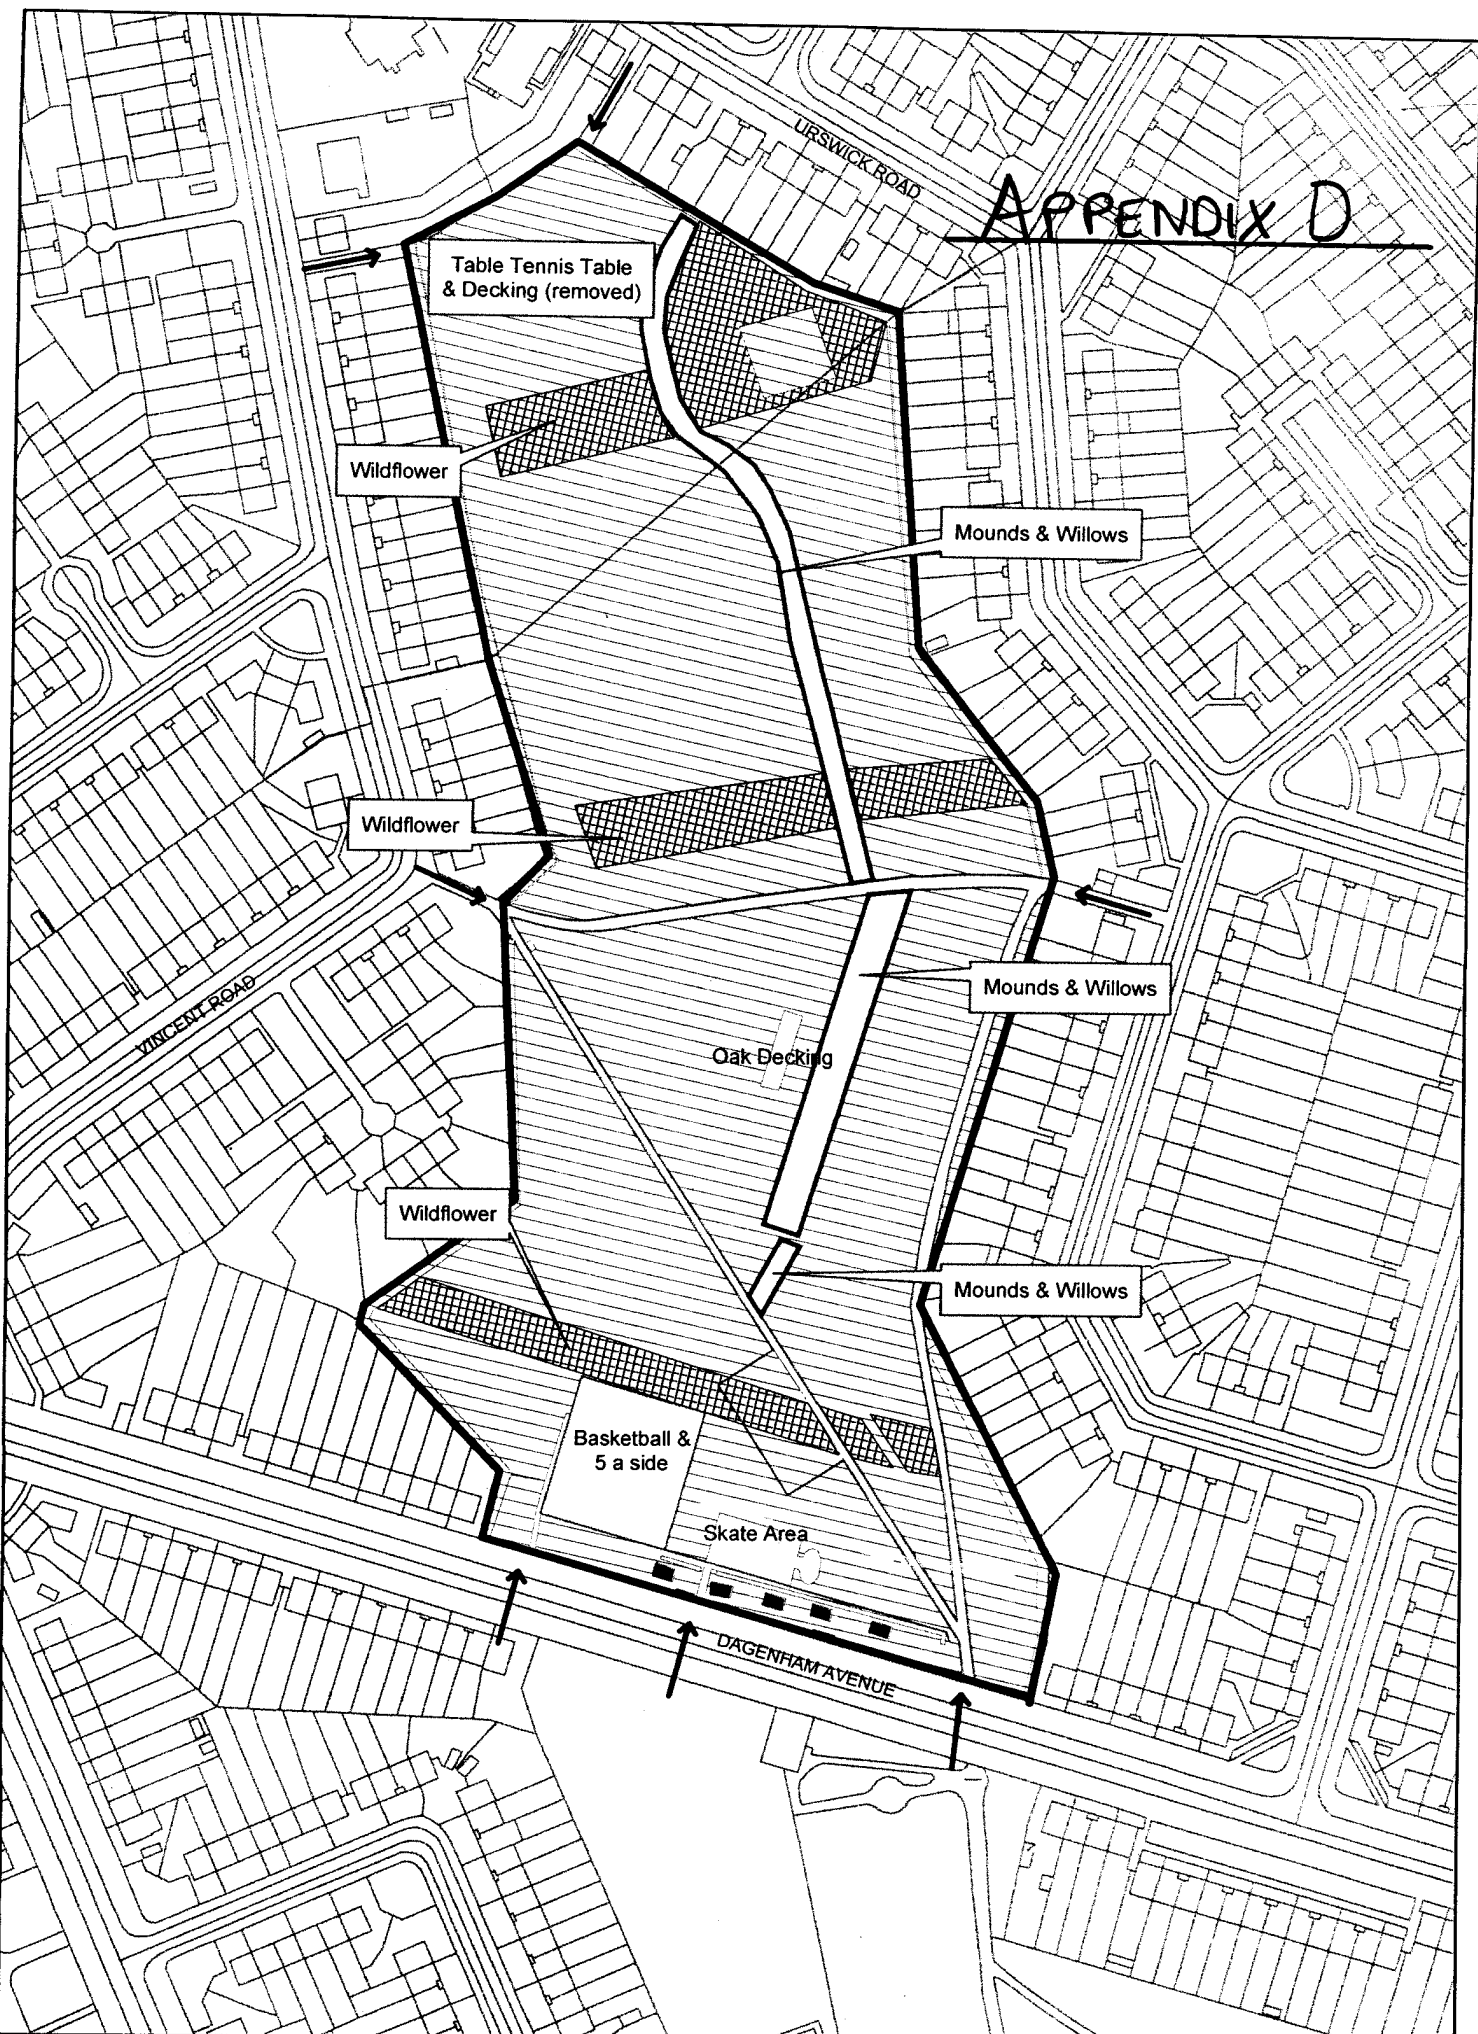 URSWICK ROAD
APPENDIX D
Table Tennis Table
& Decking (removed)
Wildflower
Mounds & Willows
Wildflower
VINCENT ROAD
Mounds & Willows
Oak Decking
Wildflower
Mounds & Willows
Basketball &
5 a side
Skate Area
DAGENHAM AVENUE